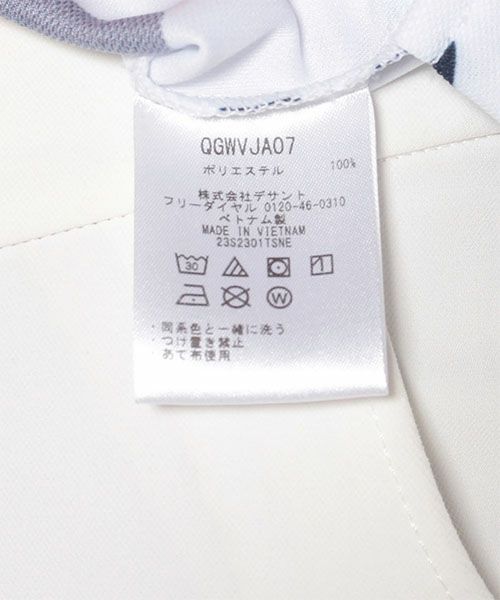 QGWVJA07
ポリエステル 100%
株式会社デサント
フリーダイヤル 0120-46-0310
ベトナム製
MADE IN VIETNAM
23S2301TSNE
30
W
・同系色と一緒に洗う
・つけ置き禁止
・あて布使用